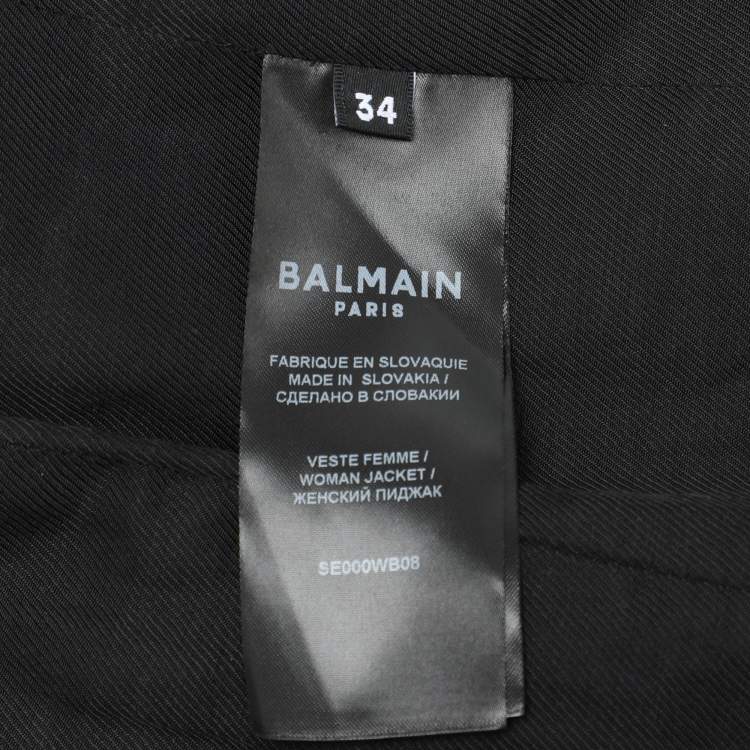 34
BALMAIN
PARIS
FABRIQUE EN SLOVAQUIE
MADE IN SLOVAKIA /
СДЕЛАНО В СЛОВАКИИ
VESTE FEMME /
WOMAN JACKET /
ЖЕНСКИЙ ПИДЖАК
SE000WB08